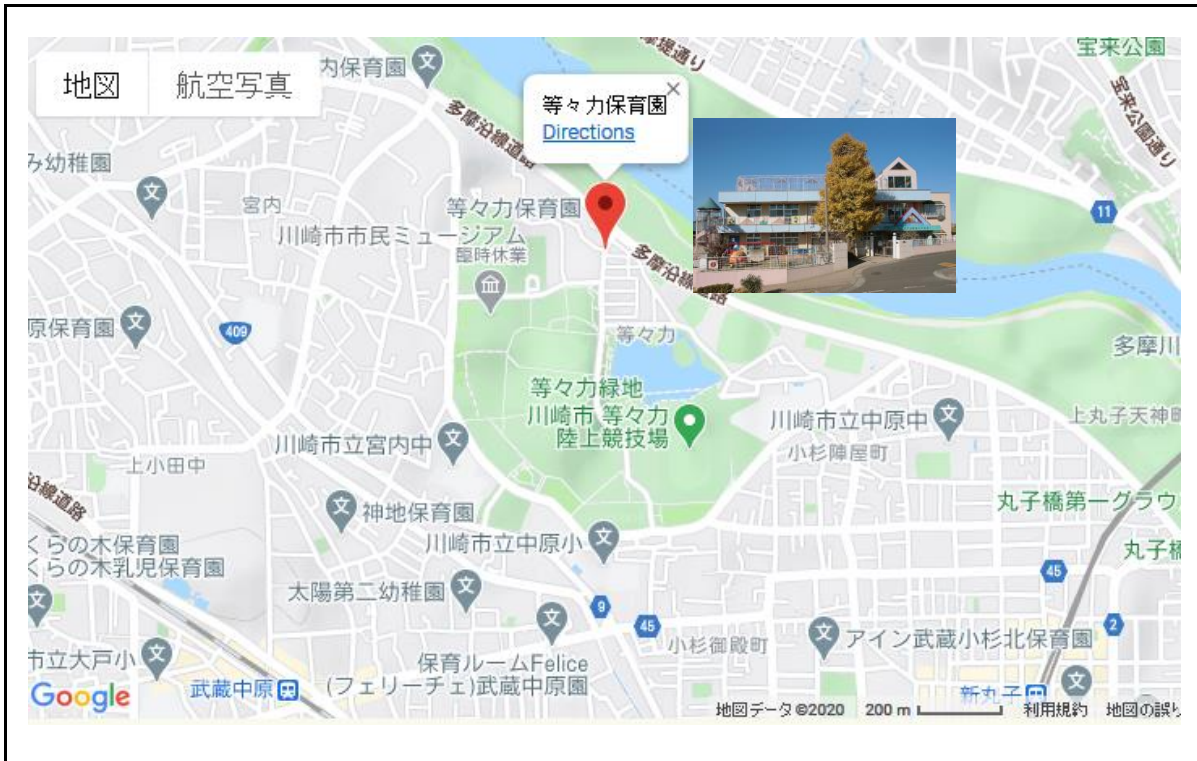 地図
航空写真
内保育園
多摩堤通り
宝来公園
宝来公園通り
等々力保育園
Directions
多摩沿線道路
み幼稚園
宮内
等々力保育園
11
川崎市市民ミュージアム
臨時休業
多摩沿線道路
原保育園
409
等々力
多摩川
等々力緑地
川崎市 等々力
陸上競技場
川崎市立中原中
上丸子天神町
川崎市立宮内中
小杉陣屋町
上小田中
沿線道路
神地保育園
丸子橋第一グラウ
くらの木保育園
くらの木乳児保育園
川崎市立中原小
丸子橋
45
太陽第二幼稚園
9
45
小杉御殿町
アイン武蔵小杉北保育園
2
市立大戸小
保育ルームFelice
(フェリーチェ)武蔵中原園
Google
武蔵中原
新丸子
地図データ ©2020
200 m
利用規約
地図の誤り